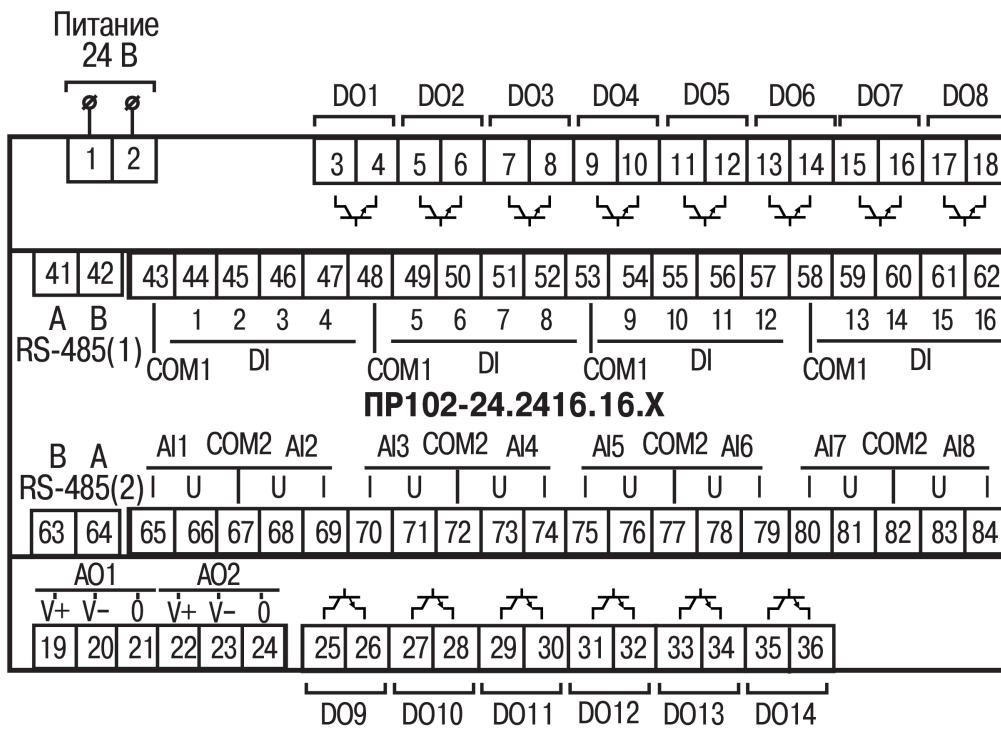 Питание
24 В
DO1 DO2 DO3 DO4 DO5 DO6 DO7 DO8
1 2 3 4 5 6 7 8 9 10 11 12 13 14 15 16 17 18
41 42 43 44 45 46 47 48 49 50 51 52 53 54 55 56 57 58 59 60 61 62
A B 1 2 3 4 5 6 7 8 9 10 11 12 13 14 15 16
RS-485(1) COM1 DI COM1 DI COM1 DI COM1 DI
ПР102-24.2416.16.X
B A AI1 COM2 AI2 AI3 COM2 AI4 AI5 COM2 AI6 AI7 COM2 AI8
RS-485(2) I U U I I U U I I U U I I U U I
63 64 65 66 67 68 69 70 71 72 73 74 75 76 77 78 79 80 81 82 83 84
AO1 AO2
V+ V- 0 V+ V- 0
19 20 21 22 23 24 25 26 27 28 29 30 31 32 33 34 35 36
DO9 DO10 DO11 DO12 DO13 DO14